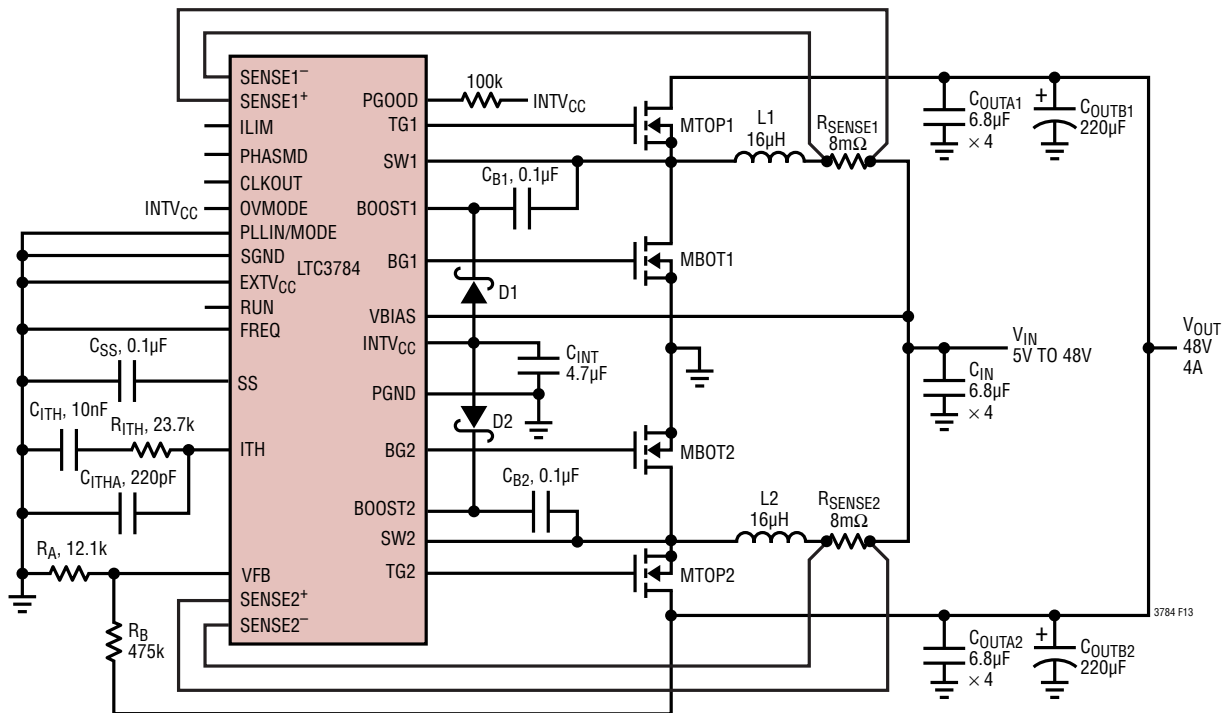 SENSE1–
SENSE1+
ILIM
PHASMD
CLKOUT
INTVCC
OVMODE
PLLIN/MODE
SGND
LTC3784
EXTVCC
RUN
FREQ
CSS, 0.1µF
SS
CITH, 10nF
RITH, 23.7k
ITH
CITHA, 220pF
RA, 12.1k
VFB
SENSE2+
SENSE2–
RB
475k
PGOOD
100k
INTVCC
TG1
SW1
CB1, 0.1µF
BOOST1
BG1
D1
VBIAS
INTVCC
CINT
4.7µF
PGND
D2
BG2
CB2, 0.1µF
BOOST2
SW2
TG2
MTOP1
L1
16µH
RSENSE1
8mΩ
MBOT1
MBOT2
L2
16µH
RSENSE2
8mΩ
MTOP2
COUTA1
6.8µF
× 4
+
COUTB1
220µF
VIN
5V TO 48V
CIN
6.8µF
× 4
VOUT
48V
4A
3784 F13
COUTA2
6.8µF
× 4
+
COUTB2
220µF